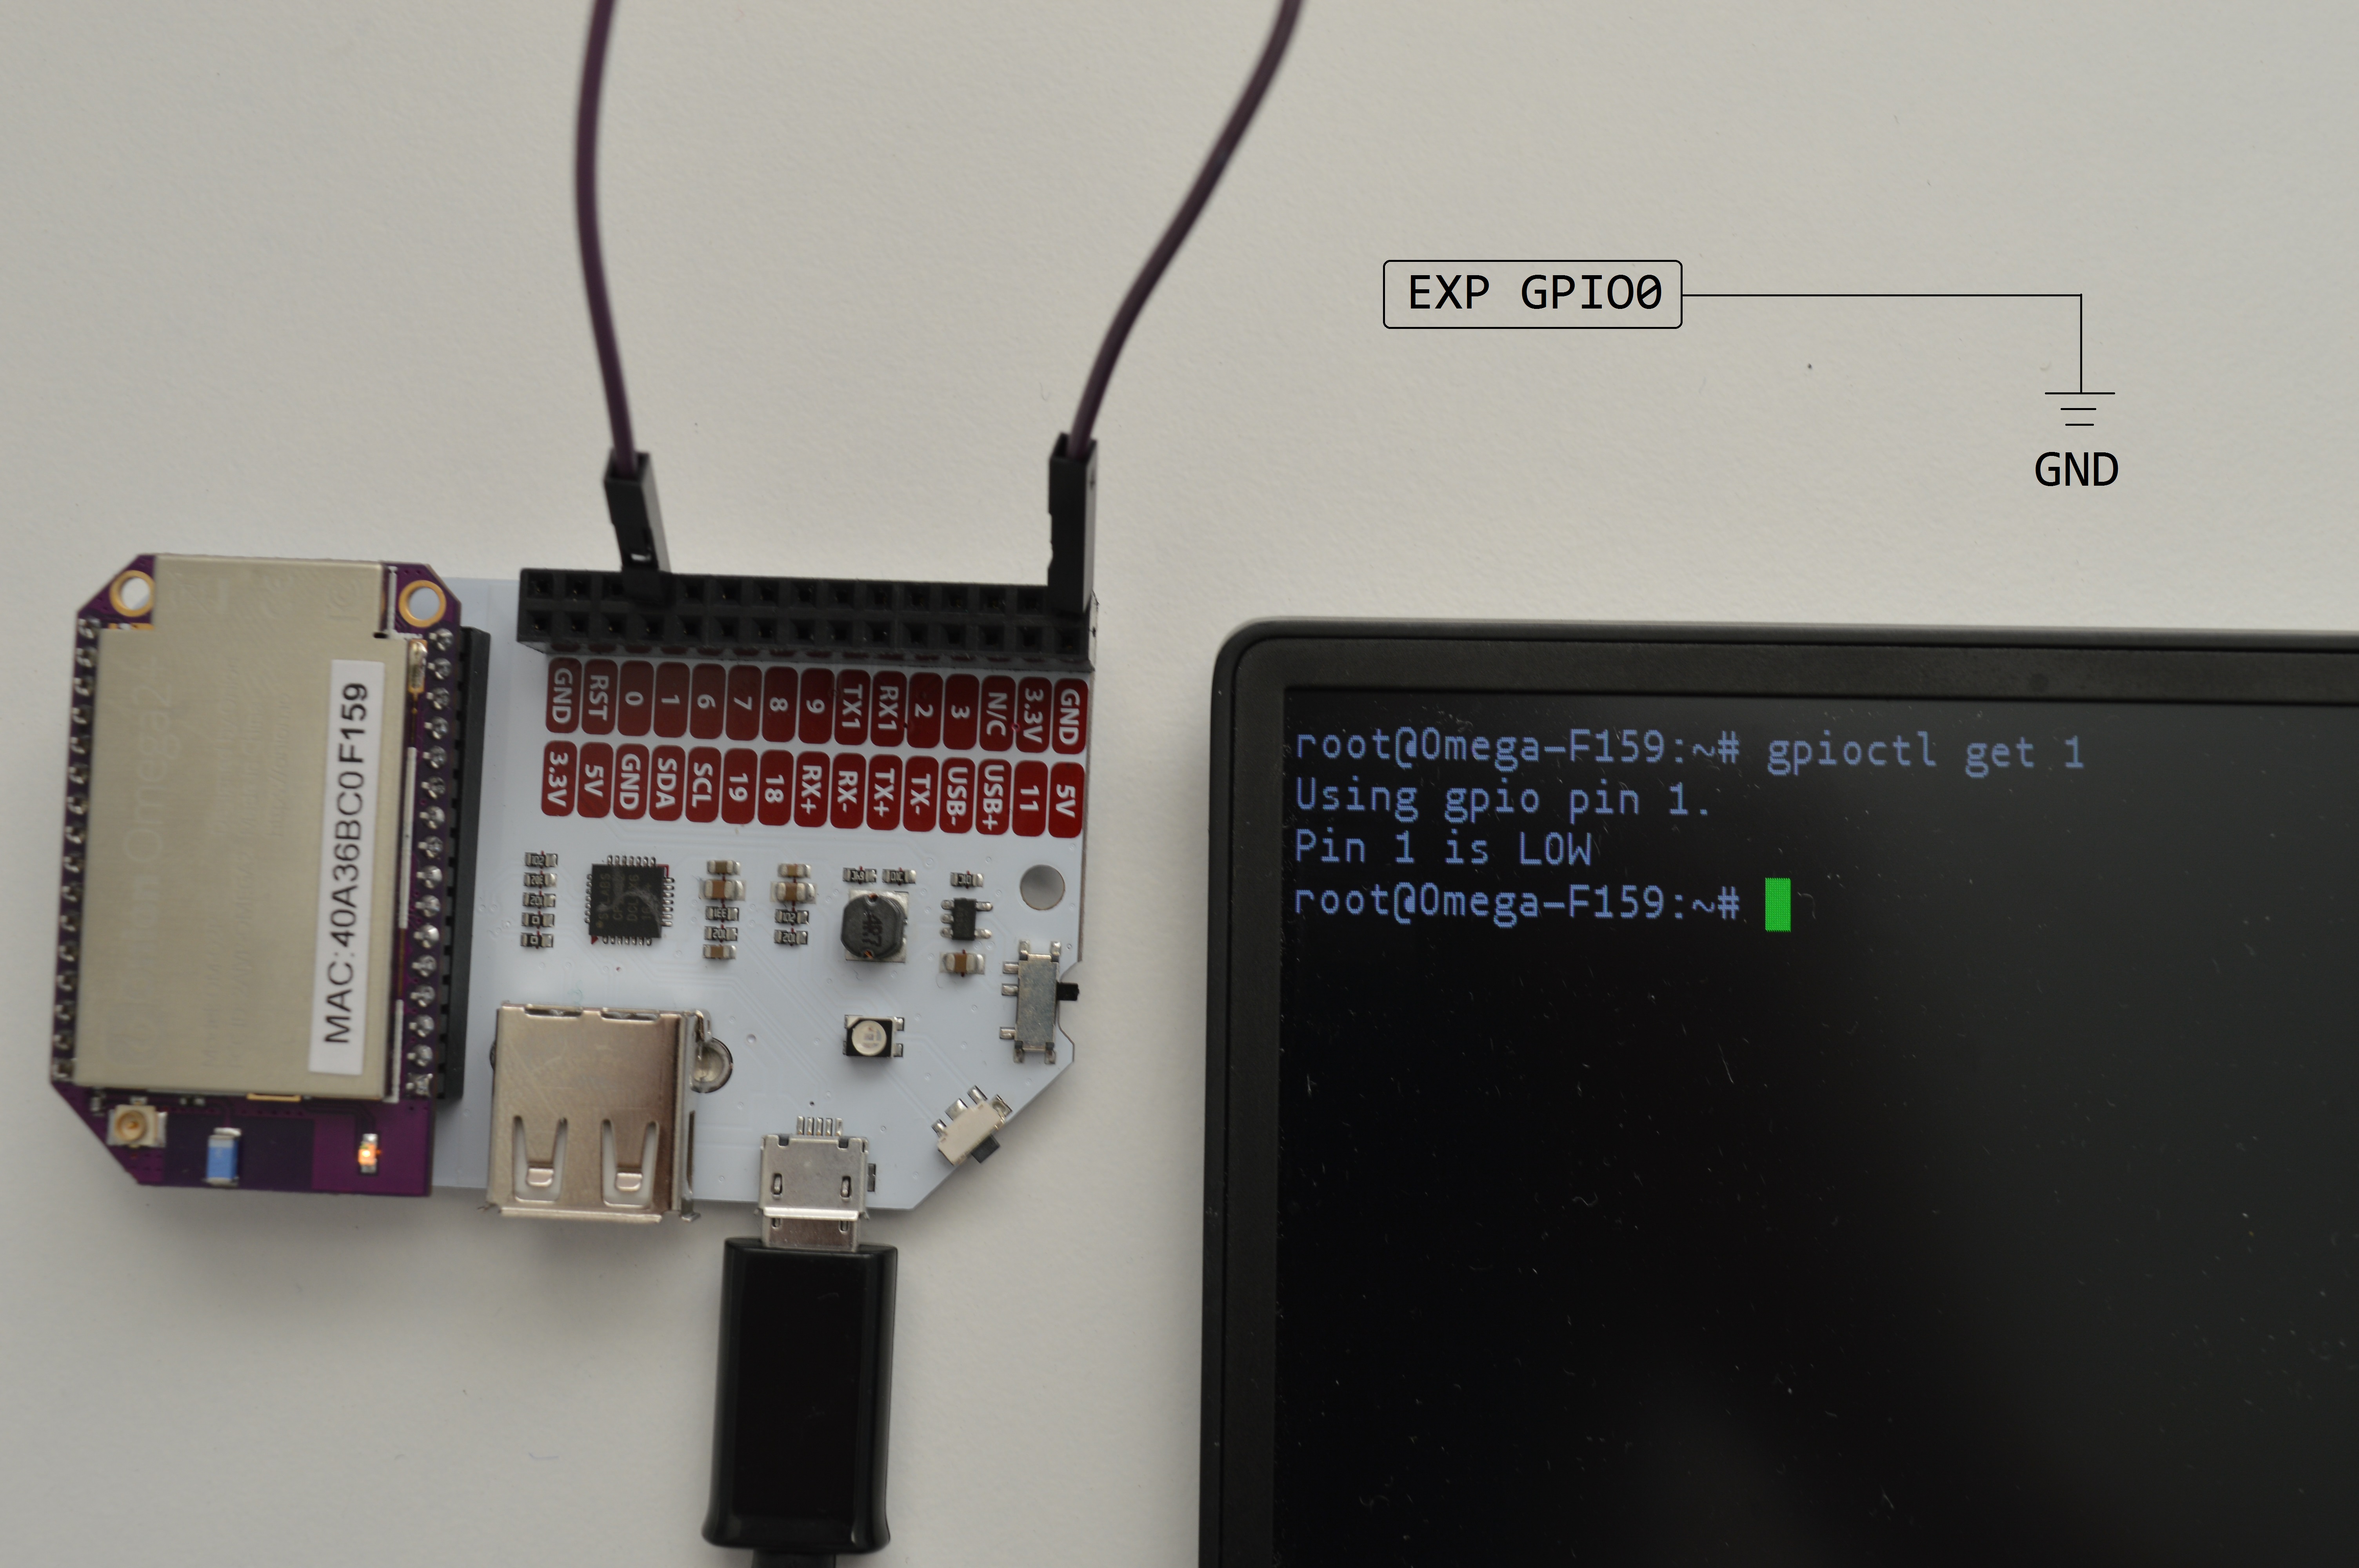 EXP GPIO0
GND
MAC:40A36BC0F159
GND RST 0 1 6 7 8 9 TX1 RX1 2 3 N/C 3.3V GND
3.3V 5V GND SDA SCL 19 18 RX+ RX- TX+ TX- USB- USB+ 11 5V
root@Omega-F159:~# gpioctl get 1
Using gpio pin 1.
Pin 1 is LOW
root@Omega-F159:~#